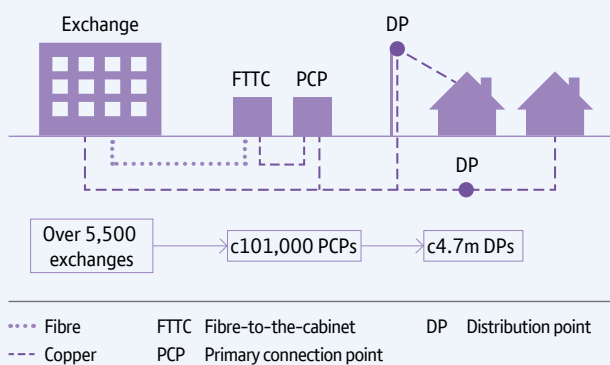 Exchange
DP
FTTC
PCP
DP
Over 5,500
exchanges
c101,000 PCPs
c4.7m DPs
Fibre
FTTC Fibre-to-the-cabinet
DP Distribution point
Copper
PCP Primary connection point